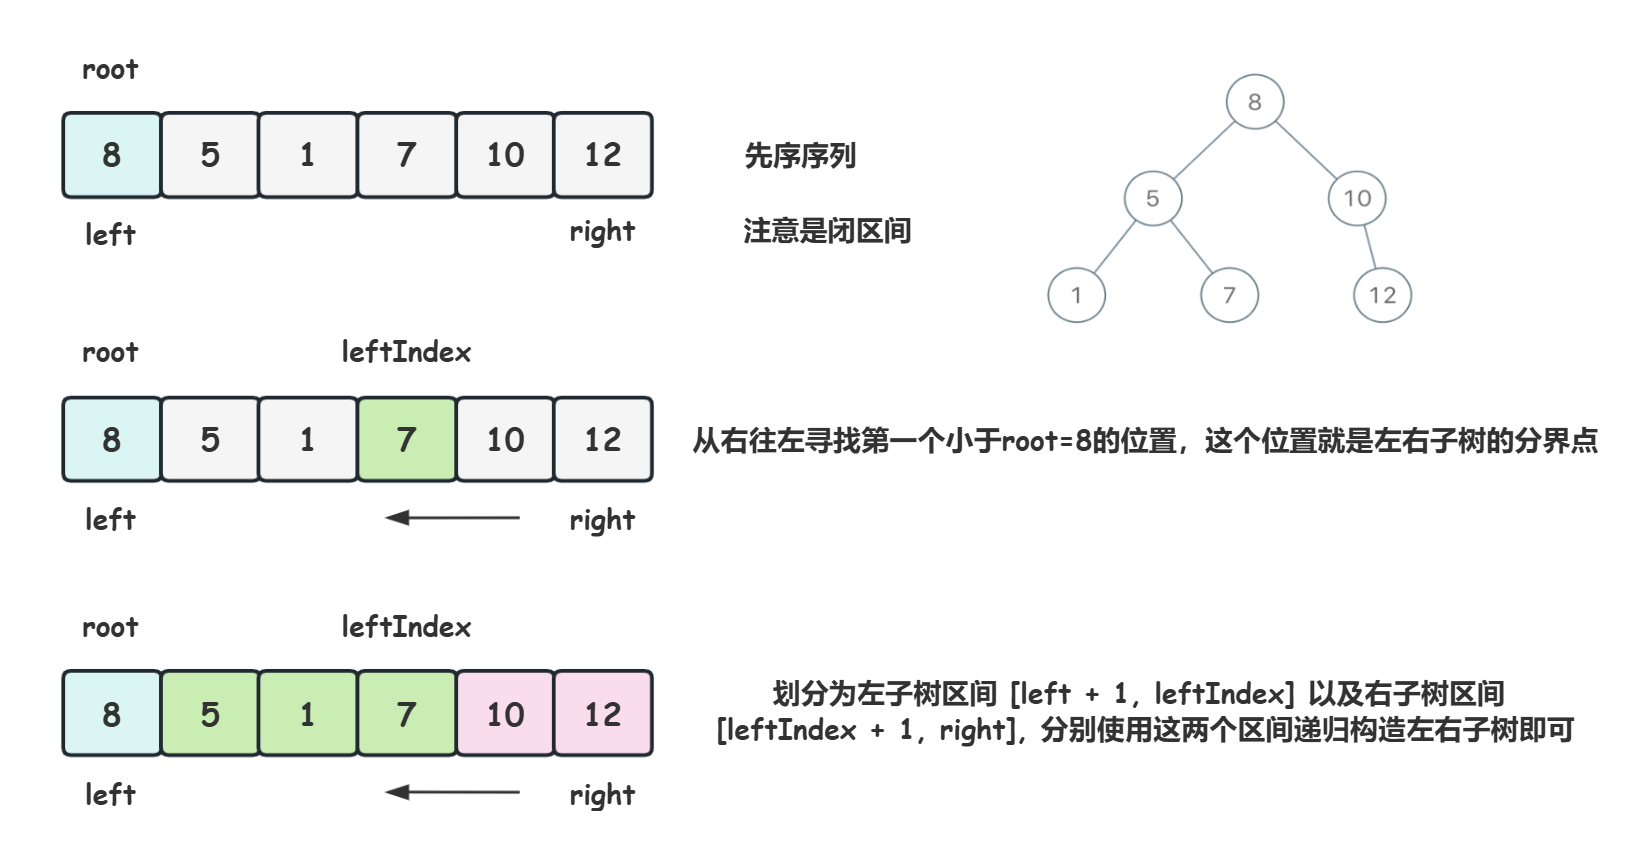 root
8 5 1 7 10 12
left right
先序序列
注意是闭区间
8
5 10
1 7 12
root leftIndex
8 5 1 7 10 12
left right
从右往左寻找第一个小于root=8的位置，这个位置就是左右子树的分界点
root leftIndex
8 5 1 7 10 12
left right
划分为左子树区间 [left + 1, leftIndex] 以及右子树区间
[leftIndex + 1, right]，分别使用这两个区间递归构造左右子树即可